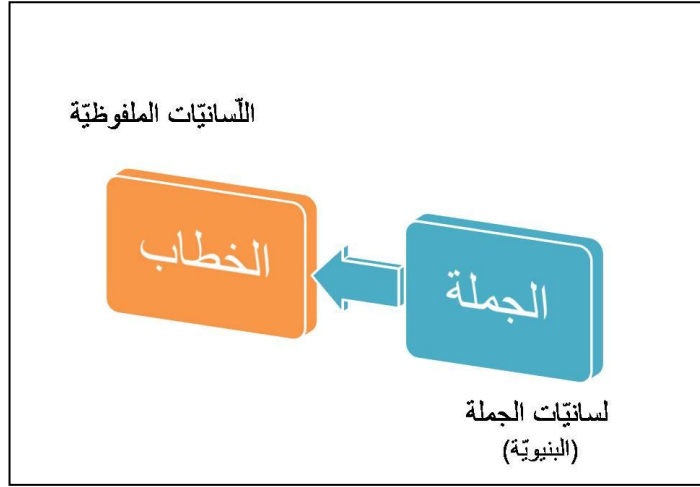 اللّسانيّات الملفوظيّة
الخطاب
الجملة
لسانيّات الجملة
(البنيويّة)